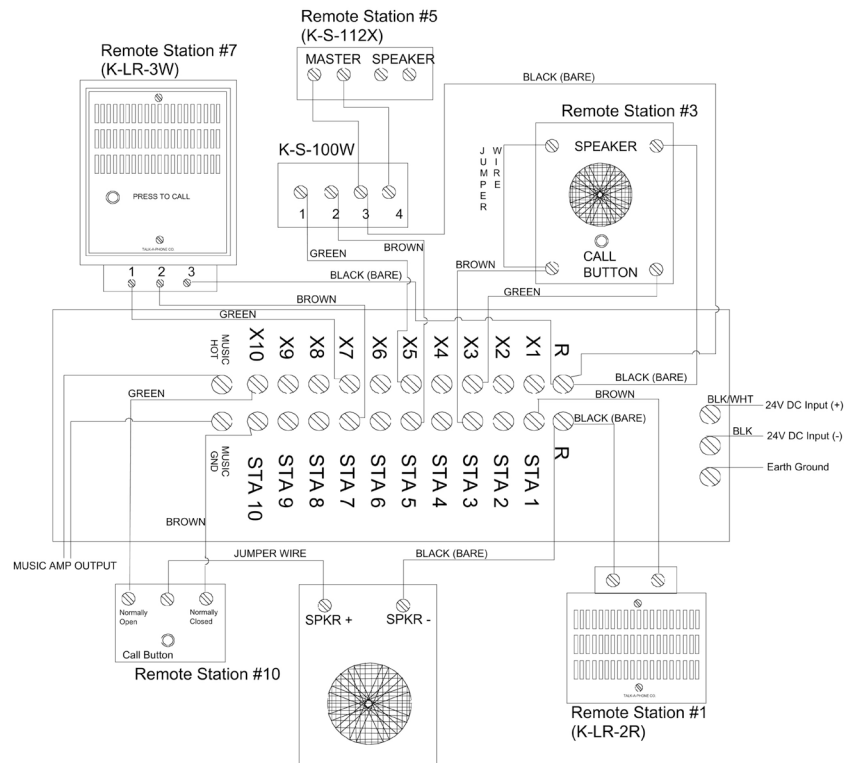 Remote Station #5
(K-S-112X)
MASTER SPEAKER
Remote Station #7
(K-LR-3W)
BLACK (BARE)
Remote Station #3
JUMPER
WIRE
SPEAKER
K-S-100W
1 2 3 4
PRESS TO CALL
TALK-A-PHONE CO.
CALL
BUTTON
GREEN
BROWN
BROWN
1 2 3
BLACK (BARE)
GREEN
BROWN
GREEN
MUSIC
HOT
X10 X9 X8 X7 X6 X5 X4 X3 X2 X1 R
BLACK (BARE)
BROWN
GREEN
BLK/WHT
24V DC Input (+)
BLACK (BARE)
BLK
24V DC Input (-)
MUSIC
GND
STA 10 STA 9 STA 8 STA 7 STA 6 STA 5 STA 4 STA 3 STA 2 STA 1 R
Earth Ground
BROWN
MUSIC AMP OUTPUT
JUMPER WIRE
BLACK (BARE)
Normally
Open
Normally
Closed
Call Button
Remote Station #10
SPKR + SPKR -
TALK-A-PHONE CO.
Remote Station #1
(K-LR-2R)